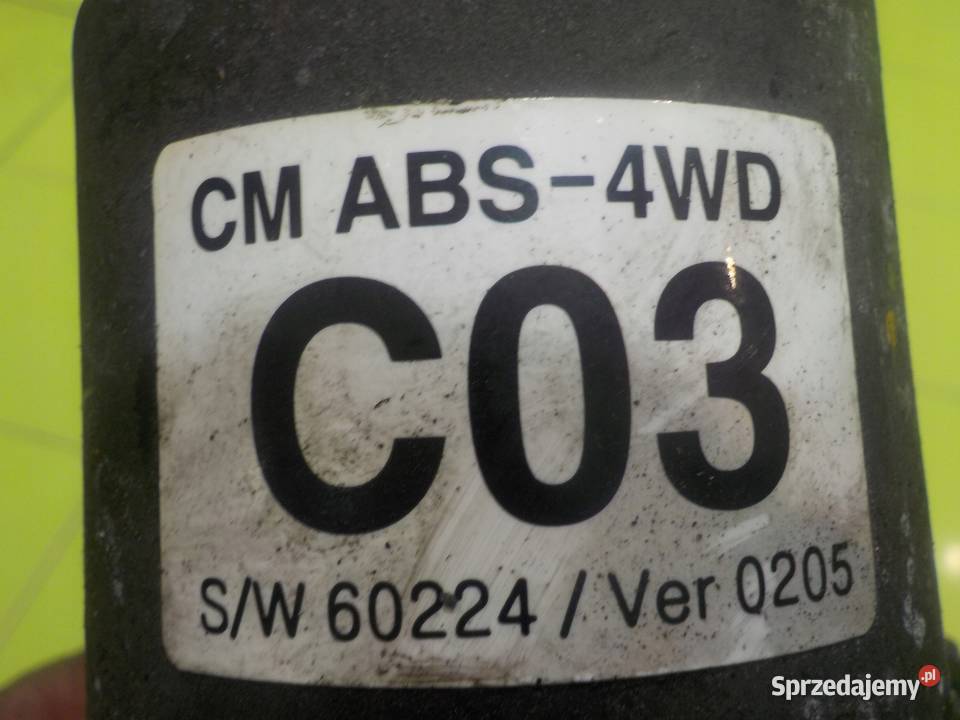 CM ABS-4WD
C03
S/W 60224 / Ver 0205
Sprzedajemy.pl